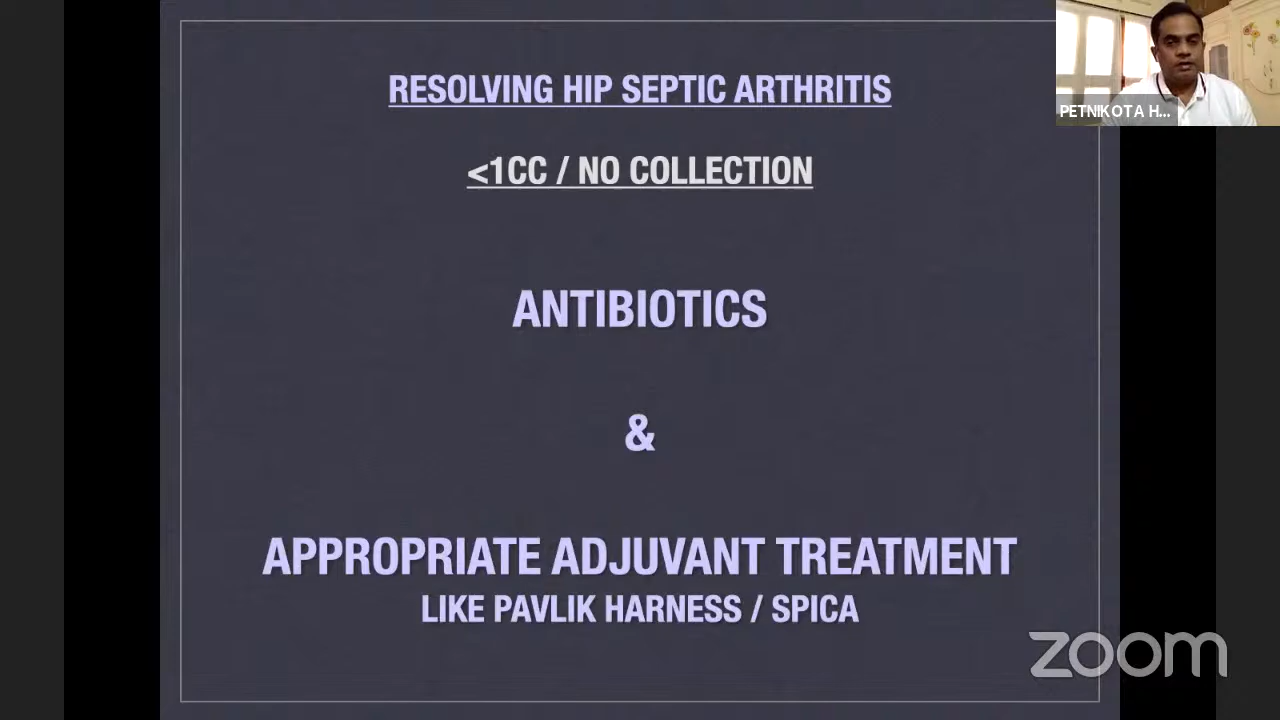 RESOLVING HIP SEPTIC ARTHRITIS
<1CC / NO COLLECTION
ANTIBIOTICS
&
APPROPRIATE ADJUVANT TREATMENT
LIKE PAVLIK HARNESS / SPICA
PETNIKOTA H...
zoom